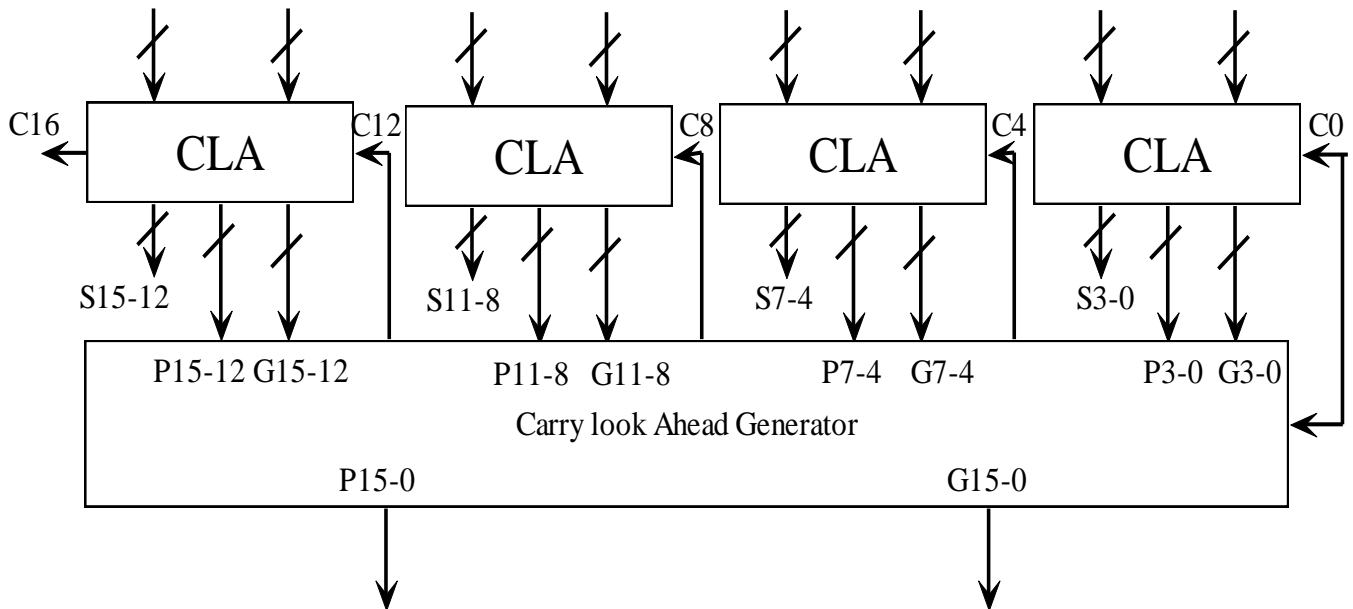 C16
CLA
C12
CLA
C8
CLA
C4
CLA
C0
S15-12
S11-8
S7-4
S3-0
P15-12 G15-12
P11-8 G11-8
P7-4 G7-4
P3-0 G3-0
Carry look Ahead Generator
P15-0
G15-0